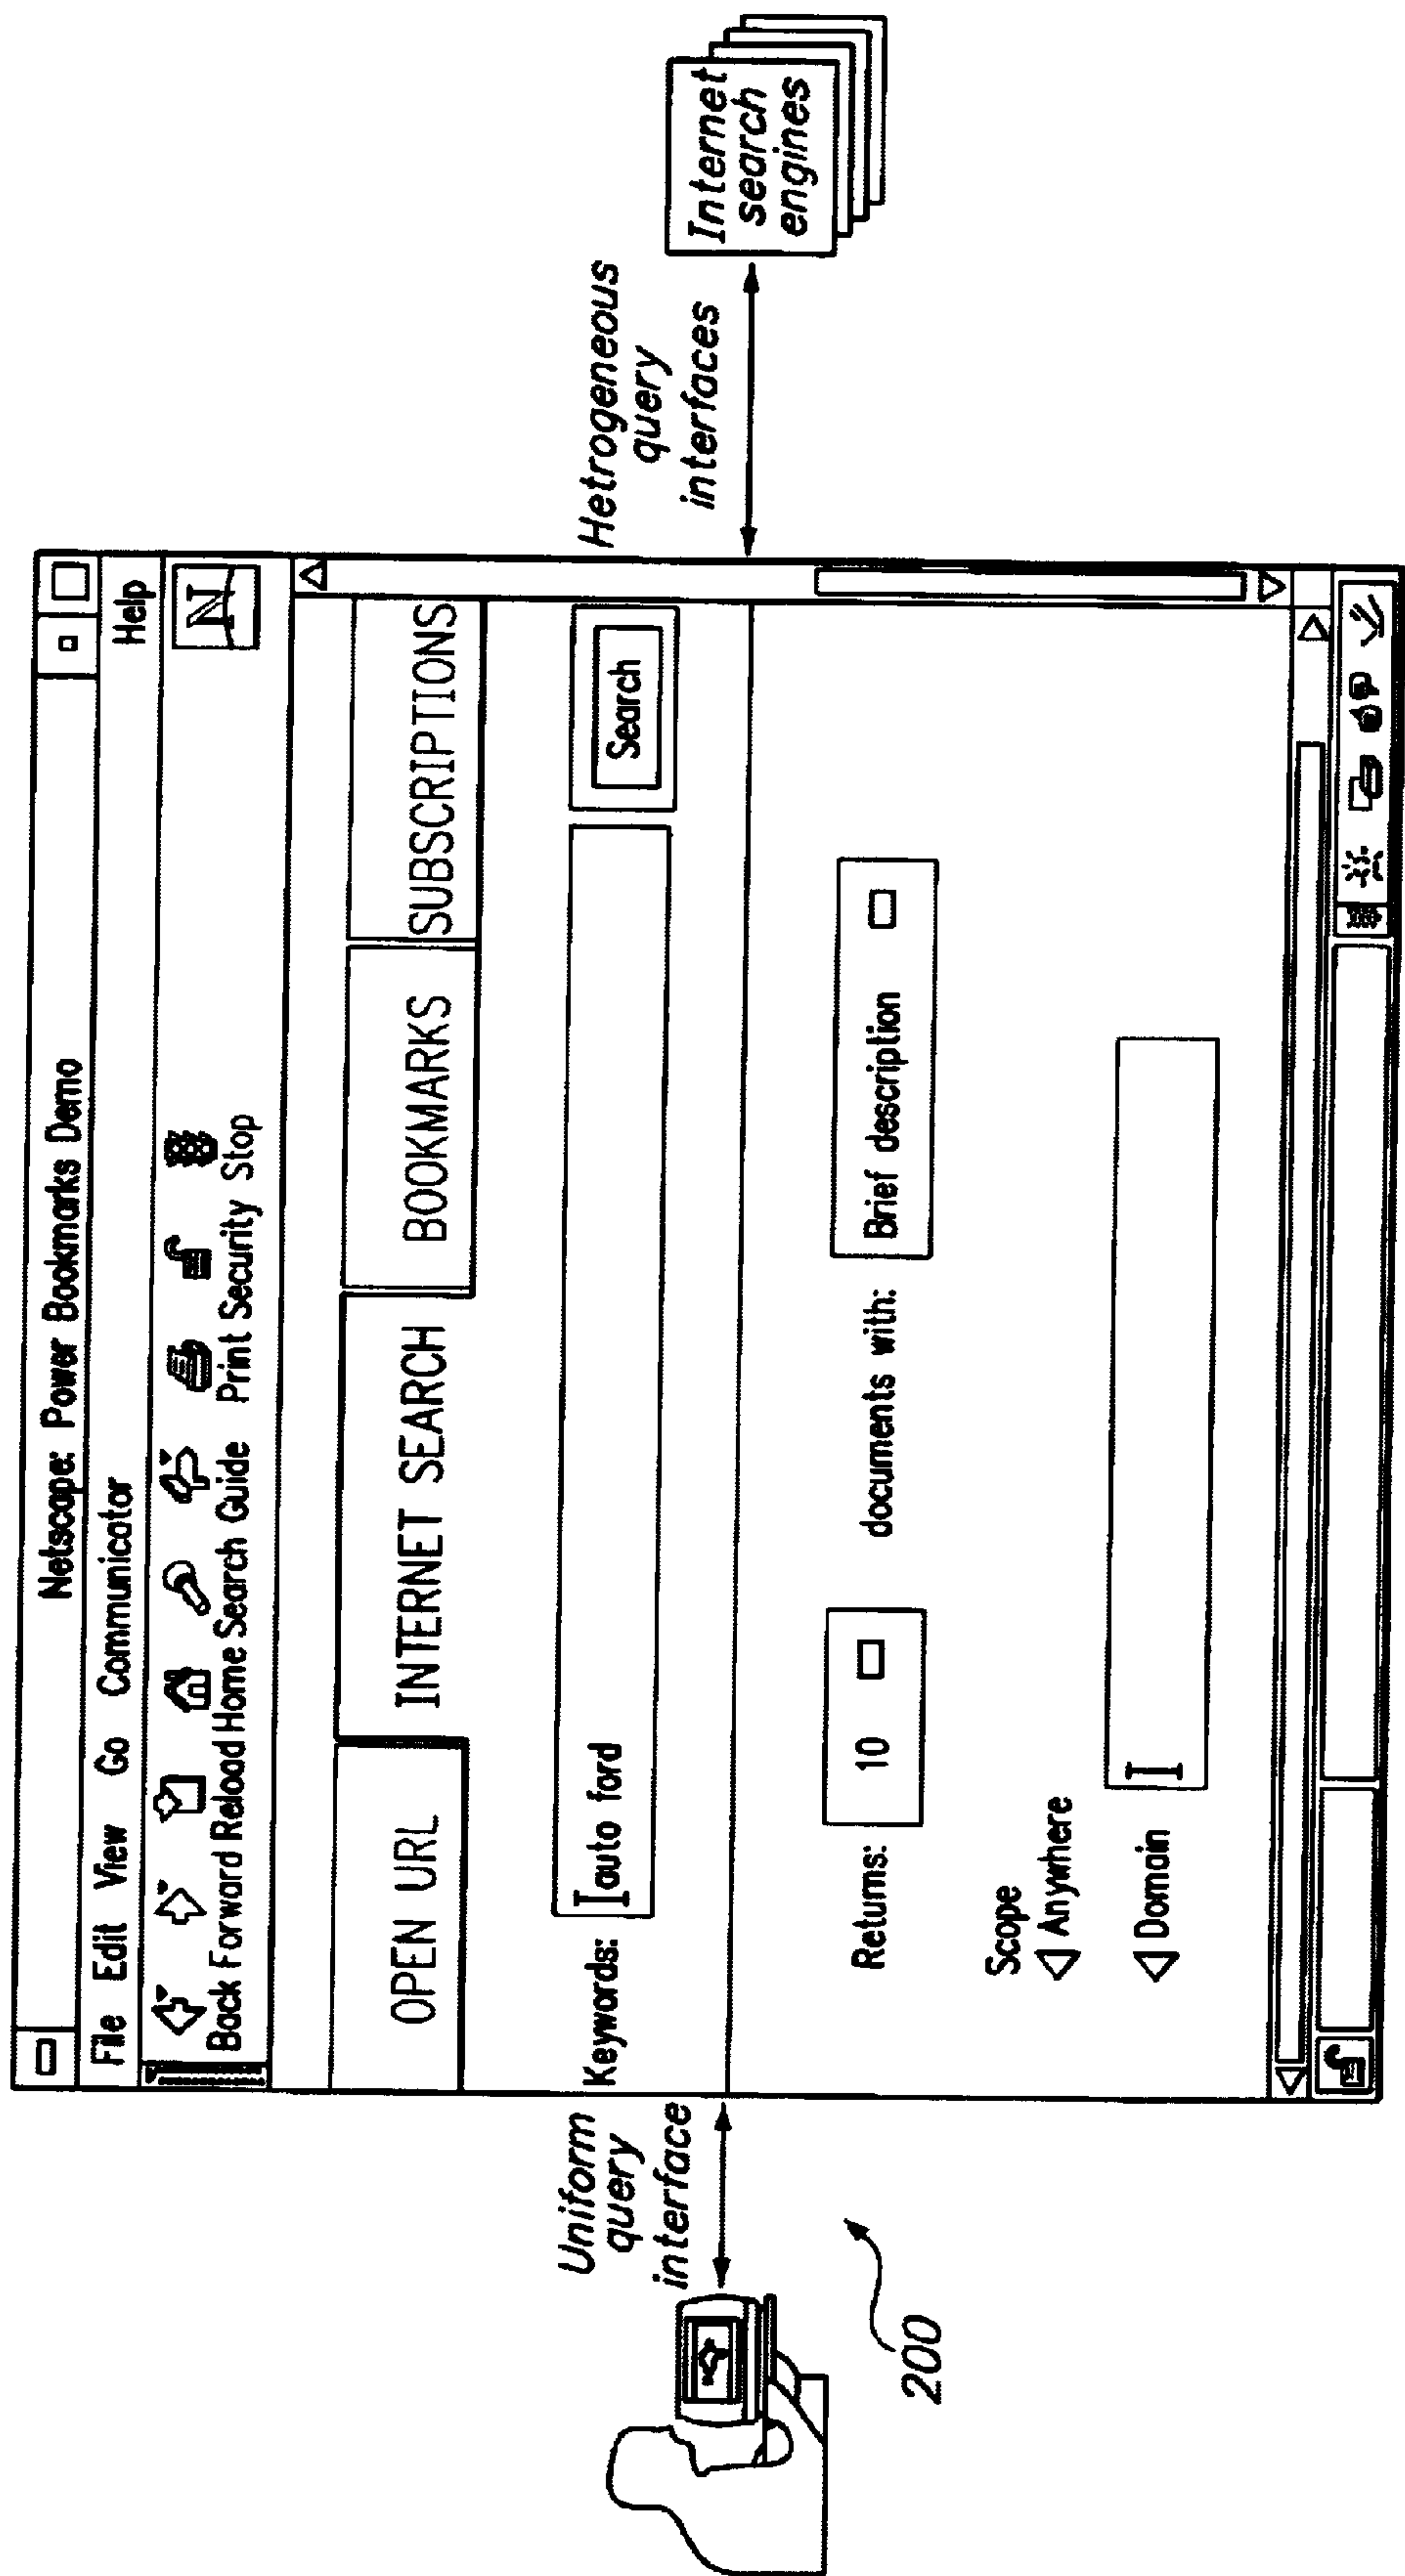 Netscape: Power Bookmarks Demo
File Edit View Go Communicator Help
Back Forward Reload Home Search Guide Print Security Stop
N
OPEN URL INTERNET SEARCH BOOKMARKS SUBSCRIPTIONS
Keywords: auto ford Search
Returns: 10 documents with: Brief description
Scope
Anywhere
Domain
Uniform
query
interface
Hetrogeneous
query
interfaces
Internet
search
engines
200